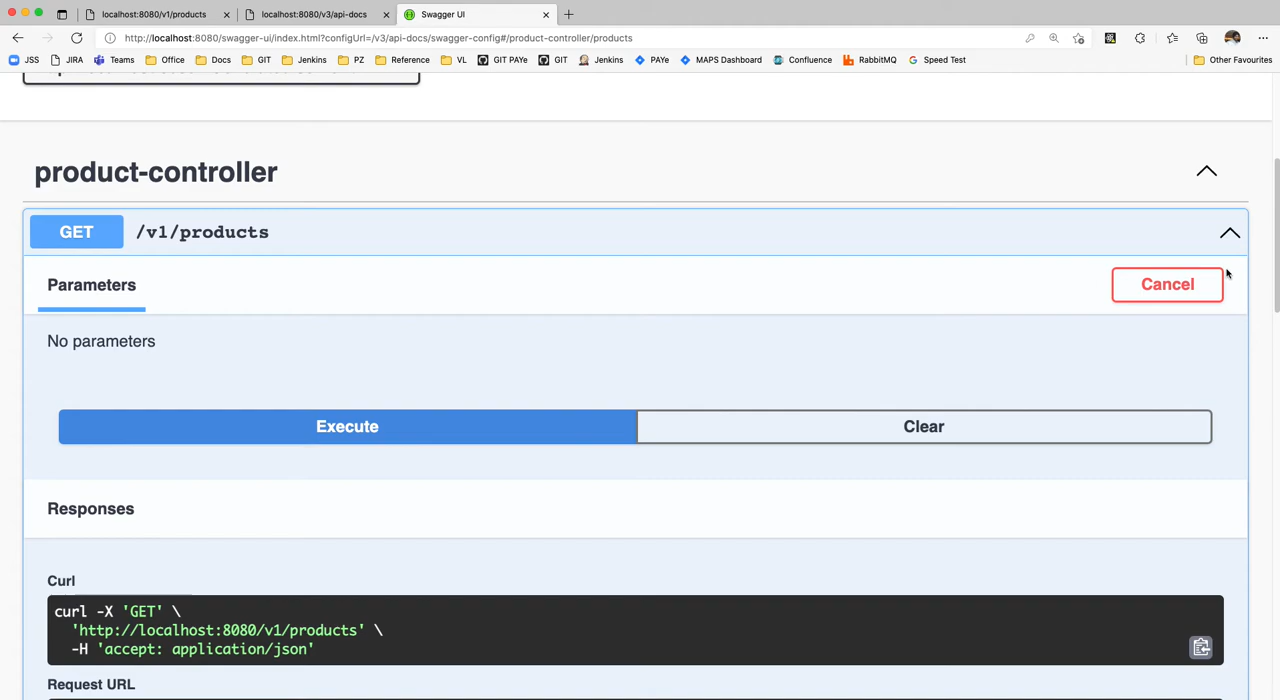 localhost:8080/v1/products
localhost:8080/v3/api-docs
Swagger UI
http://localhost:8080/swagger-ui/index.html?configUrl=/v3/api-docs/swagger-config#/product-controller/products
JSS JIRA Teams Office Docs GIT Jenkins PZ Reference VL GIT PAYe GIT Jenkins PAYe MAPS Dashboard Confluence RabbitMQ Speed Test Other Favourites
product-controller
GET /v1/products
Parameters Cancel
No parameters
Execute Clear
Responses
Curl
curl -X 'GET' \
'http://localhost:8080/v1/products' \
-H 'accept: application/json'
Request URL